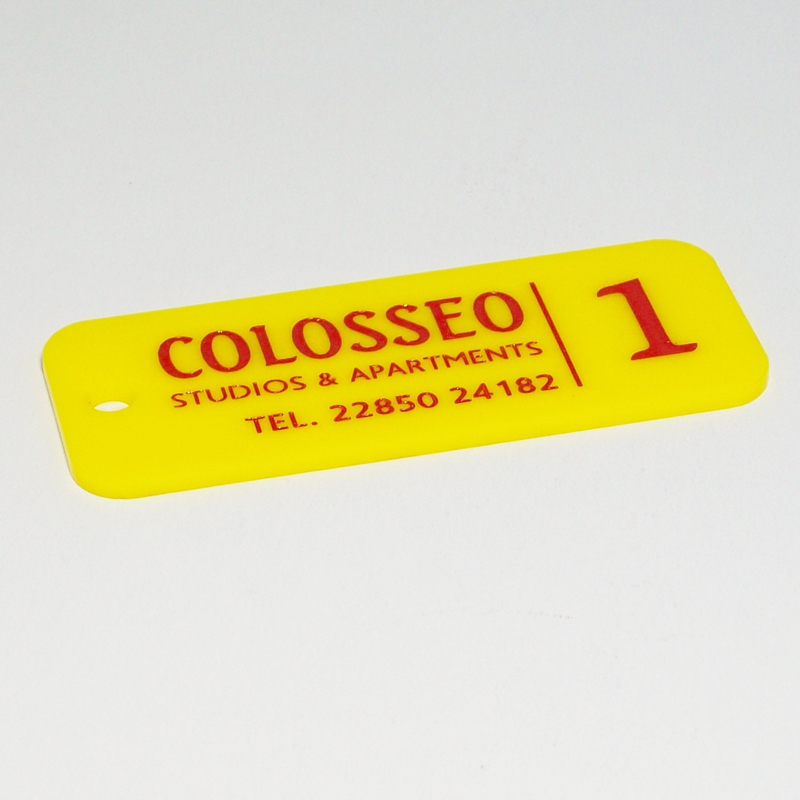 COLOSSEO
STUDIOS & APARTMENTS
TEL. 22850 24182
1